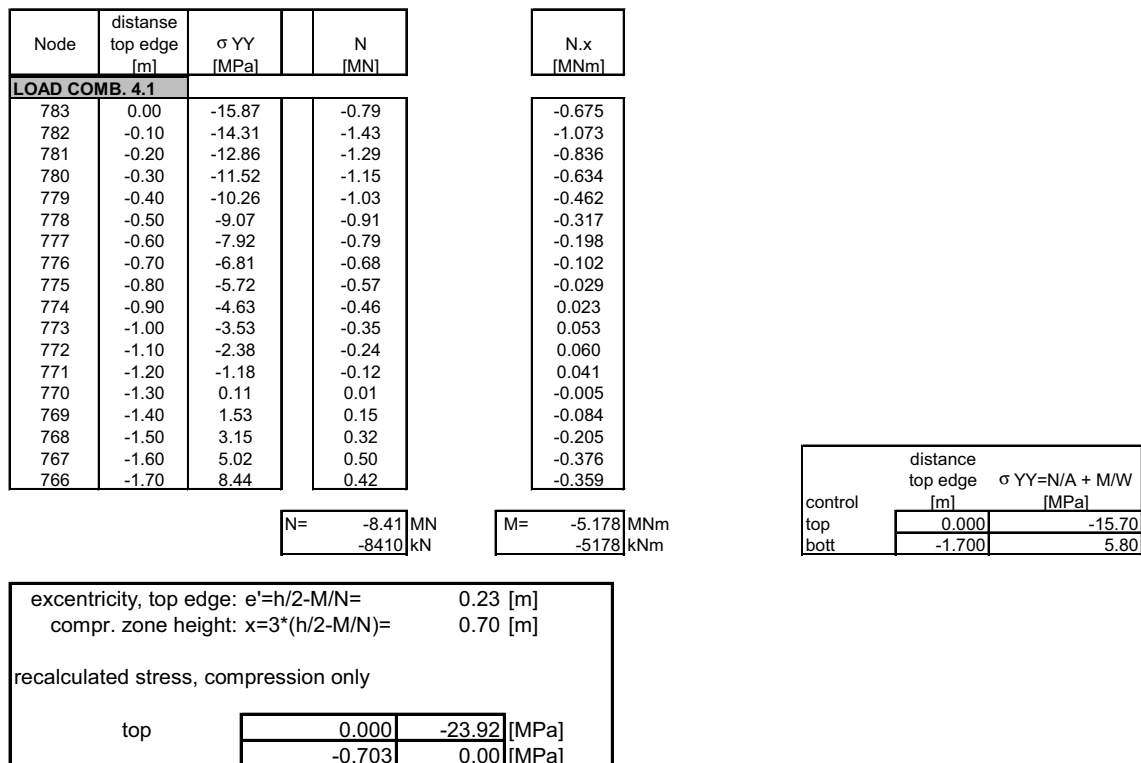 Node distanse top edge [m] σ YY [MPa] N [MN] N.x [MNm]
LOAD COMB. 4.1
783 0.00 -15.87 -0.79 -0.675
782 -0.10 -14.31 -1.43 -1.073
781 -0.20 -12.86 -1.29 -0.836
780 -0.30 -11.52 -1.15 -0.634
779 -0.40 -10.26 -1.03 -0.462
778 -0.50 -9.07 -0.91 -0.317
777 -0.60 -7.92 -0.79 -0.198
776 -0.70 -6.81 -0.68 -0.102
775 -0.80 -5.72 -0.57 -0.029
774 -0.90 -4.63 -0.46 0.023
773 -1.00 -3.53 -0.35 0.053
772 -1.10 -2.38 -0.24 0.060
771 -1.20 -1.18 -0.12 0.041
770 -1.30 0.11 0.01 -0.005
769 -1.40 1.53 0.15 -0.084
768 -1.50 3.15 0.32 -0.205
767 -1.60 5.02 0.50 -0.376
766 -1.70 8.44 0.42 -0.359
N= -8.41 MN M= -5.178 MNm
-8410 kN -5178 kNm
control distance top edge [m] σ YY=N/A + M/W [MPa]
top 0.000 -15.70
bott -1.700 5.80
excentricity, top edge: e'=h/2-M/N= 0.23 [m]
compr. zone height: x=3*(h/2-M/N)= 0.70 [m]
recalculated stress, compression only
top 0.000 -23.92 [MPa]
-0.703 0.00 [MPa]